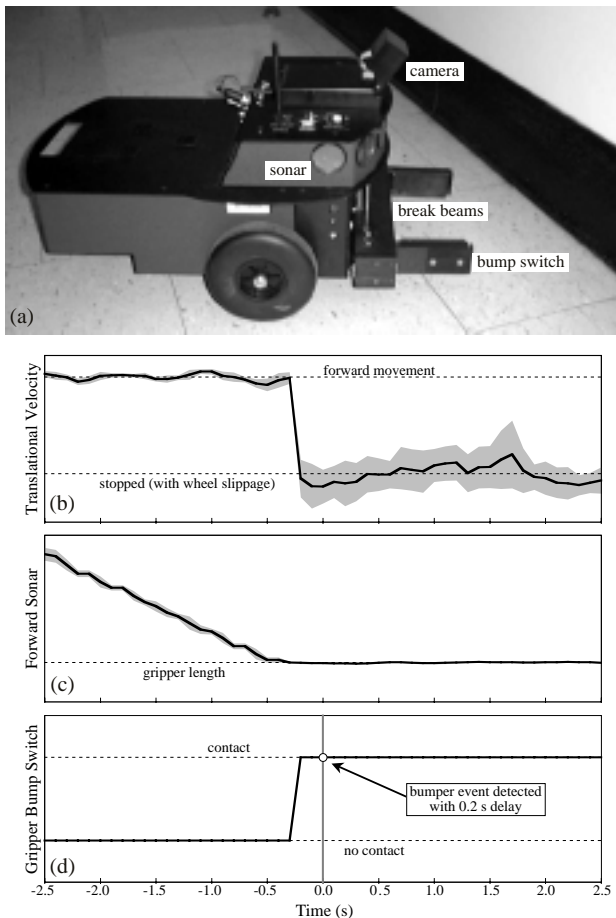 camera
sonar
break beams
bump switch
(a)
Translational Velocity
forward movement
stopped (with wheel slippage)
(b)
Forward Sonar
gripper length
(c)
Gripper Bump Switch
contact
bumper event detected
with 0.2 s delay
no contact
(d)
-2.5 -2.0 -1.5 -1.0 -0.5 0.0 0.5 1.0 1.5 2.0 2.5
Time (s)